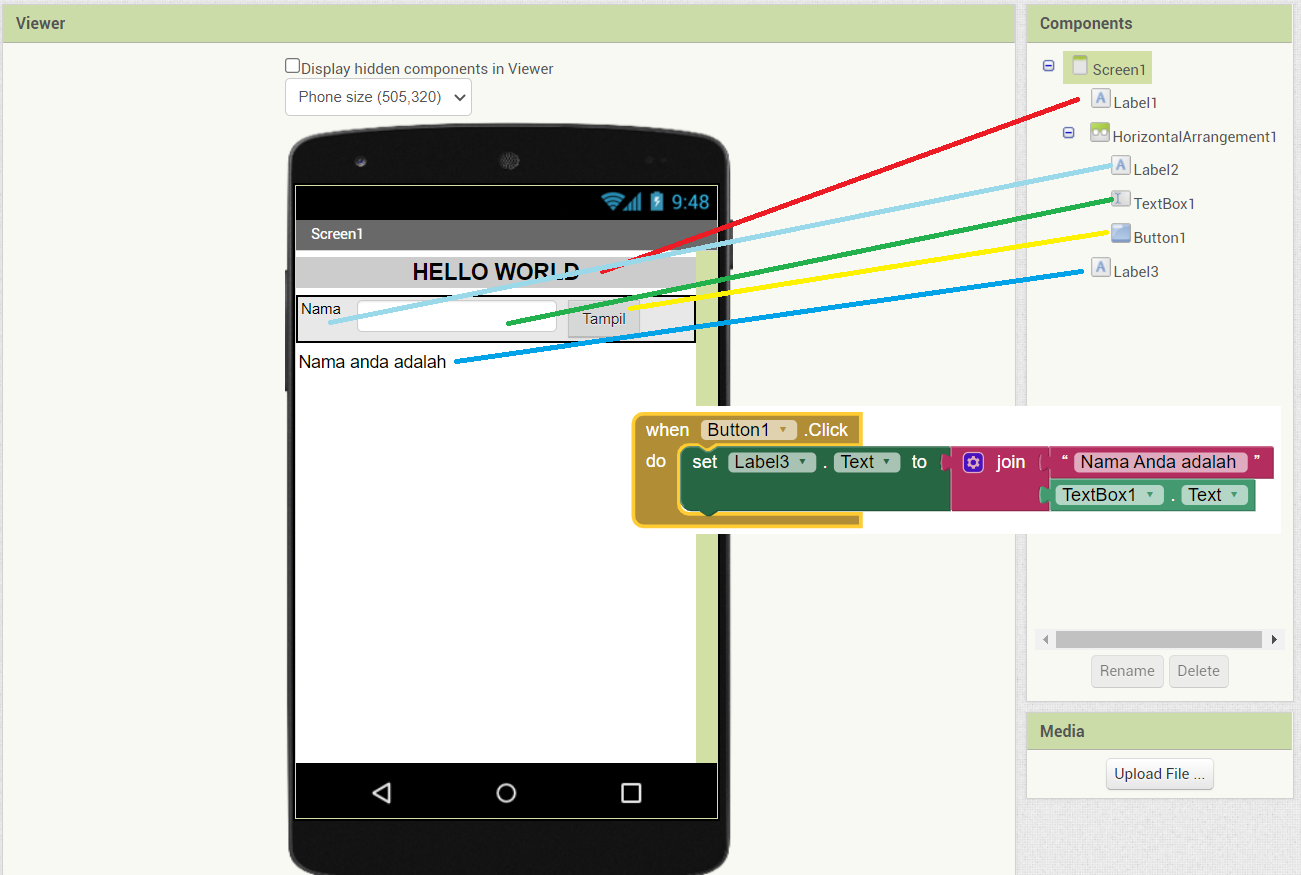 Viewer
Display hidden components in Viewer
Phone size (505,320)
9:48
Screen1
HELLO WORLD
Nama
Tampil
Nama anda adalah
Components
Screen1
Label1
HorizontalArrangement1
Label2
TextBox1
Button1
Label3
when Button1 .Click
do set Label3 . Text to join “ Nama Anda adalah ”
TextBox1 . Text
Rename Delete
Media
Upload File ...